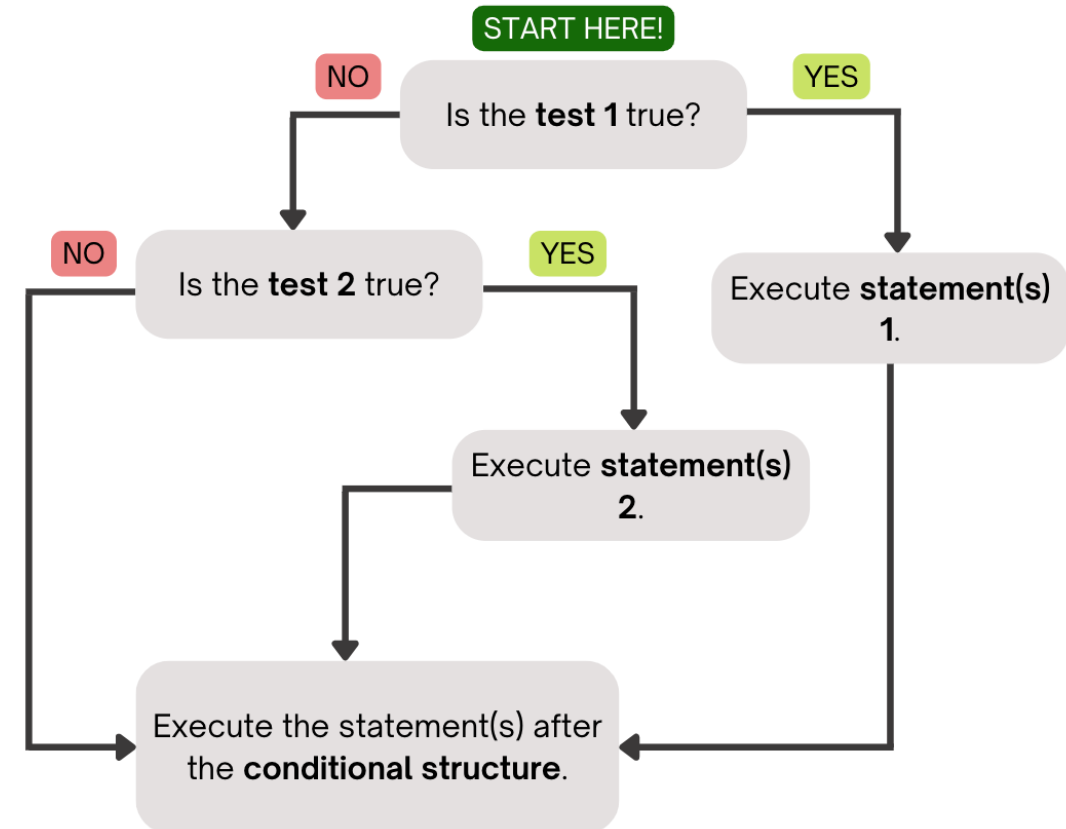 START HERE!
NO
YES
Is the test 1 true?
NO
YES
Is the test 2 true?
Execute statement(s)
1.
Execute statement(s)
2.
Execute the statement(s) after
the conditional structure.